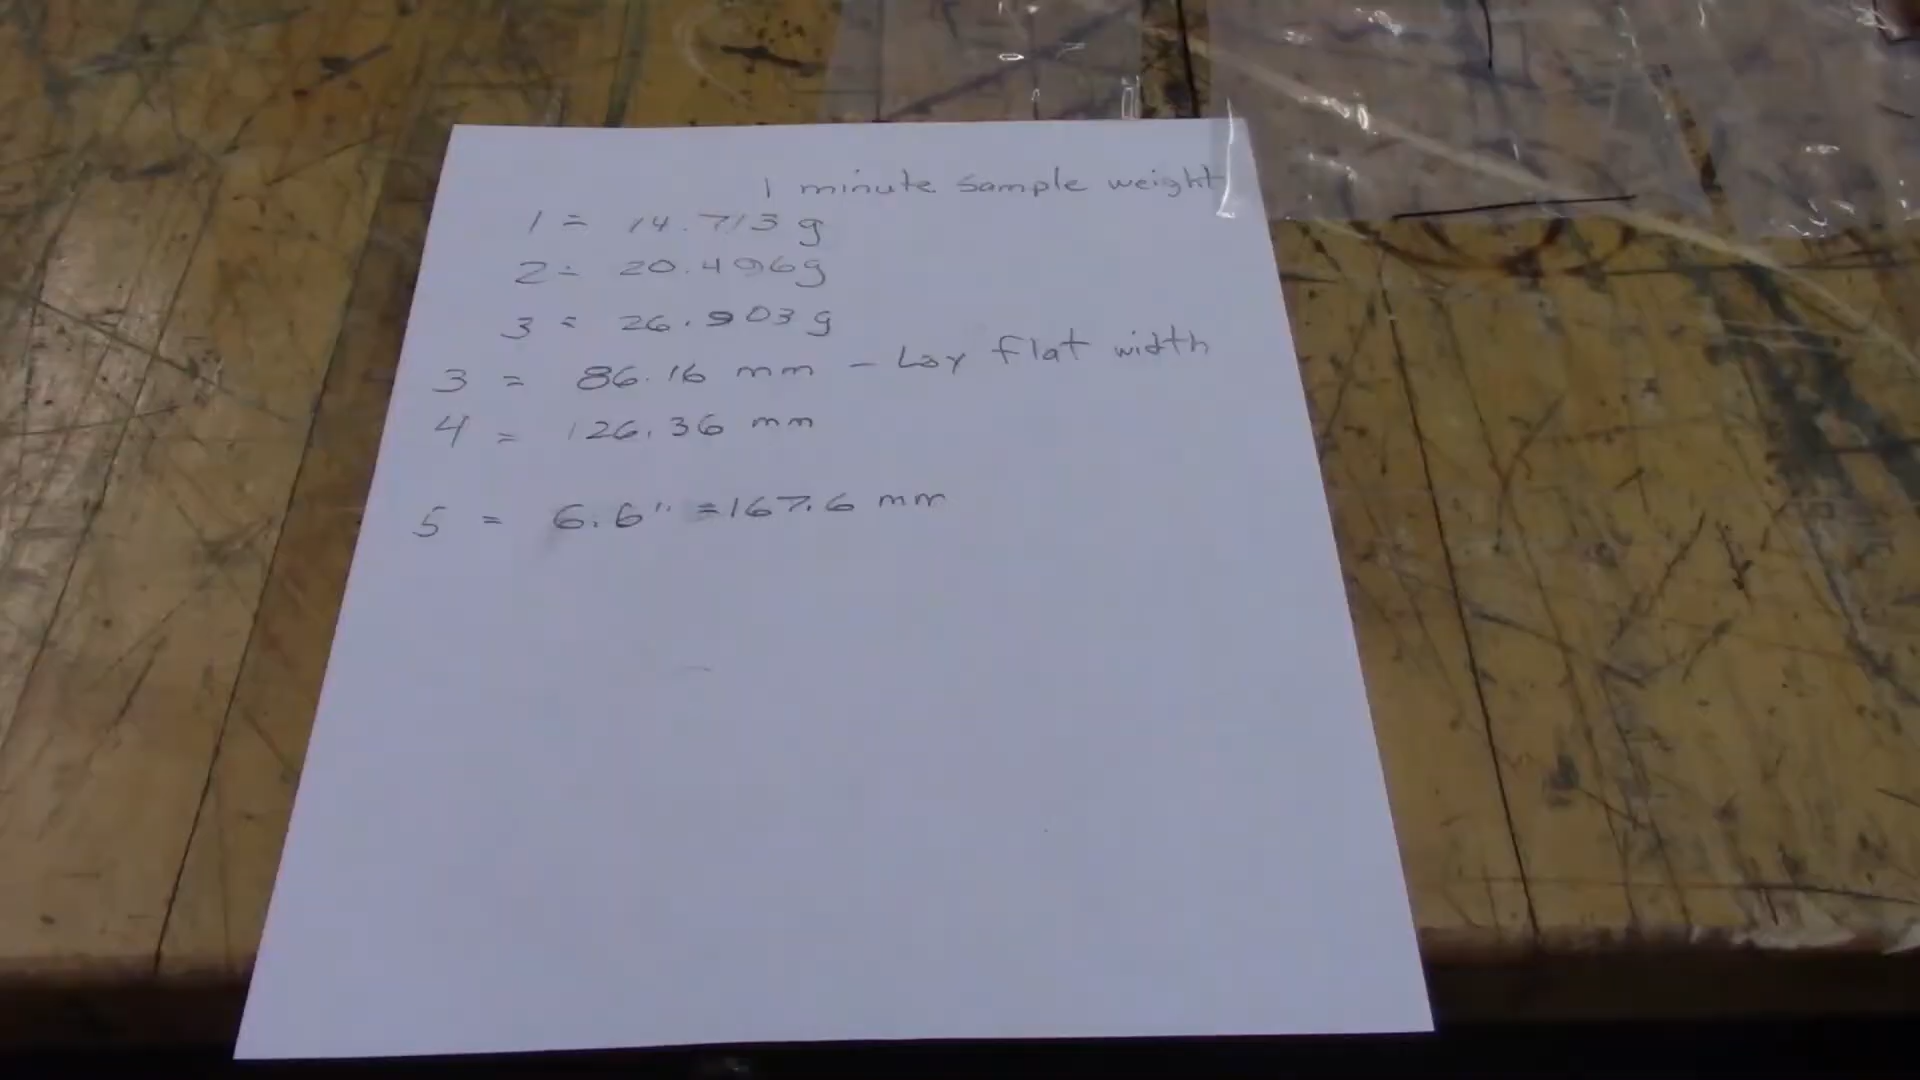 1 minute sample weight
1 = 14.713 g
2 = 20.496g
3 = 26.903 g
3 = 86.16 mm - Lay flat width
4 = 126.36 mm
5 = 6.6" = 167.6 mm